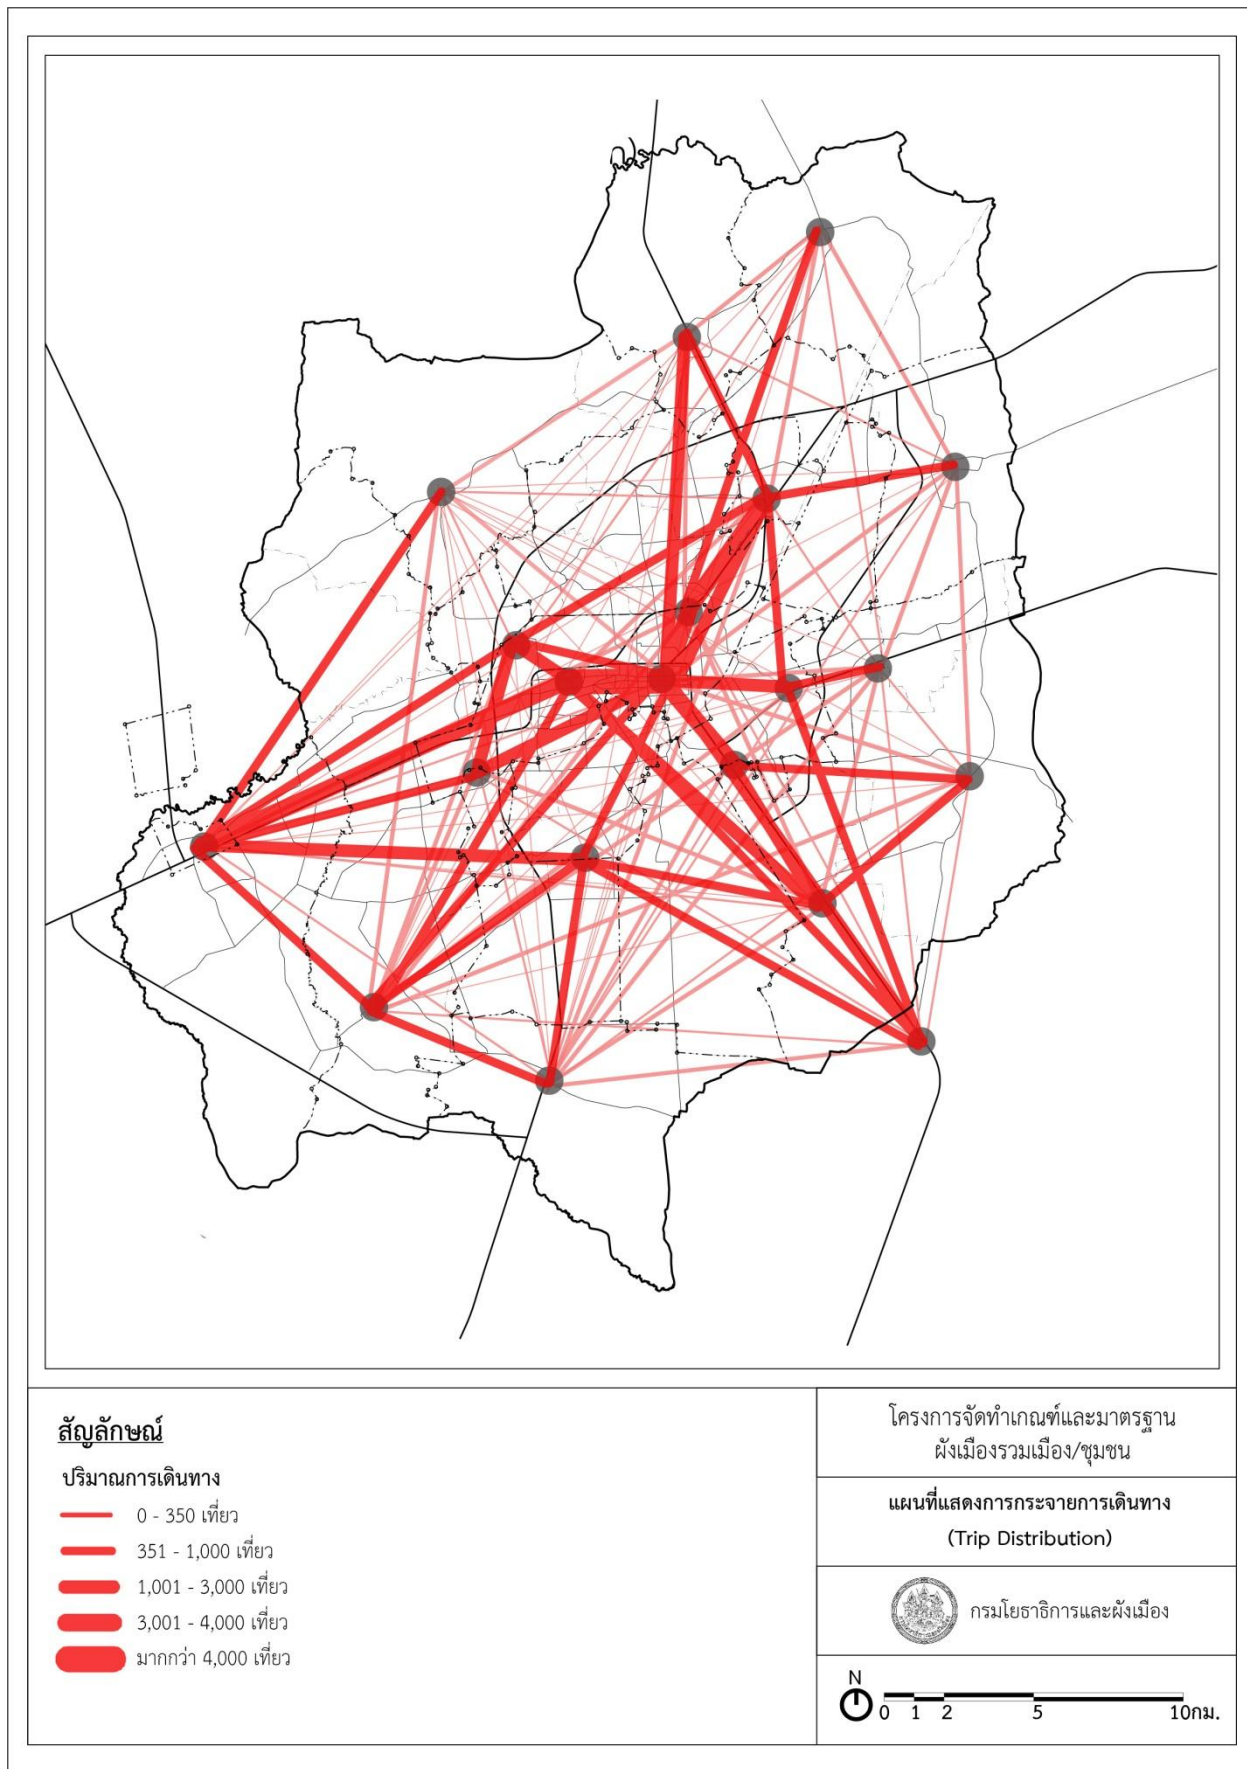 สัญลักษณ์
ปริมาณการเดินทาง
0 - 350 เที่ยว
351 - 1,000 เที่ยว
1,001 - 3,000 เที่ยว
3,001 - 4,000 เที่ยว
มากกว่า 4,000 เที่ยว
โครงการจัดทำเกณฑ์และมาตรฐาน
ผังเมืองรวมเมือง/ชุมชน
แผนที่แสดงการกระจายการเดินทาง
(Trip Distribution)
กรมโยธาธิการและผังเมือง
N
0 1 2 5 10กม.